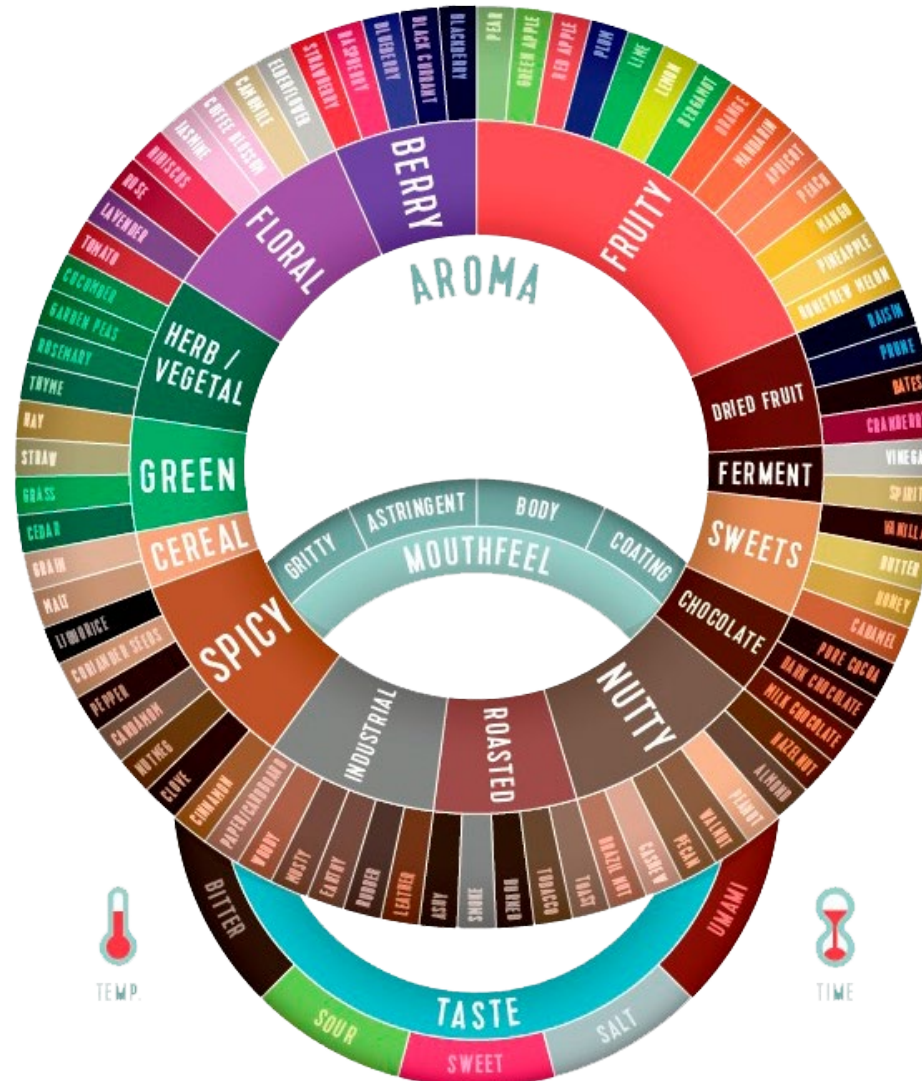 AROMA
FRUITY
PEAR
GREEN APPLE
RED APPLE
PLUM
LIME
LEMON
BERGAMOT
ORANGE
MANDARIN
APRICOT
PEACH
MANGO
PINEAPPLE
HONEYDEW MELON
DRIED FRUIT
RAISIN
PRUNE
DATES
CRANBERR
FERMENT
VINEGA
SPIRIT
SWEETS
VANILL
BUTTER
HONEY
CARAMEL
CHOCOLATE
PURE COCOA
DARK CHOCOLATE
MILK CHOCOLATE
NUTTY
HAZELNUT
ALMOND
PEANUT
WALNUT
PECAN
CASHEW
BRAZIL NUT
ROASTED
TOAST
TOBACCO
BURNED
SMOKE
ASHY
INDUSTRIAL
LEATHER
RUBBER
EARTHY
MUSTY
WOODY
PAPER/CARDBOARD
SPICY
CINNAMON
CLOVE
NUTMEG
CARDAMON
PEPPER
CORIANDER SEEDS
LIQUORICE
CEREAL
MALT
GRAIN
GREEN
CEDAR
GRASS
STRAW
HAY
HERB /
VEGETAL
THYME
ROSEMARY
GARDEN PEAS
CUCUMBER
TOMATO
FLORAL
LAVENDER
ROSE
HIBISCUS
JASMINE
COFFEE BLOSSOM
CAMOMILE
ELDERFLOWER
BERRY
STRAWBERRY
RASPBERRY
BLUEBERRY
BLACK CURRANT
BLACKBERRY
MOUTHFEEL
GRITTY
ASTRINGENT
BODY
COATING
TASTE
BITTER
SOUR
SWEET
SALT
UMAMI
TEMP.
TIME